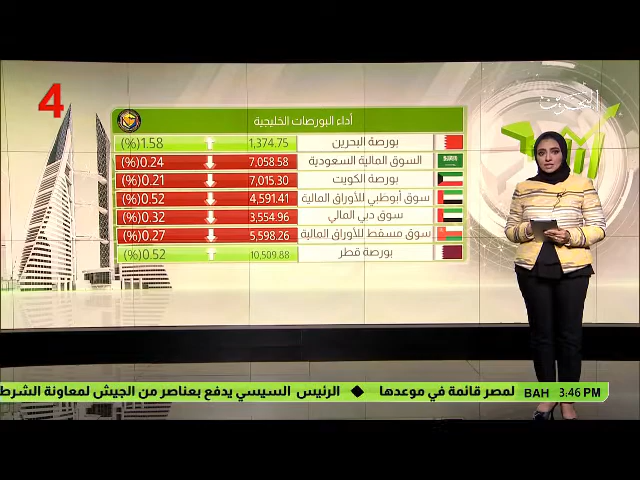 4
البحرين
أداء البورصات الخليجية
بورصة البحرين 1,374.75 1.58(%)
السوق المالية السعودية 7,058.58 0.24(%)
بورصة الكويت 7,015.30 0.21(%)
سوق أبوظبي للأوراق المالية 4,591.41 0.52(%)
سوق دبي المالي 3,554.96 0.32(%)
سوق مسقط للأوراق المالية 5,598.26 0.27(%)
بورصة قطر 10,509.88 0.52(%)
BAH 3:46 PM
لمصر قائمة في موعدها ◆ الرئيس السيسي يدفع بعناصر من الجيش لمعاونة الشرط